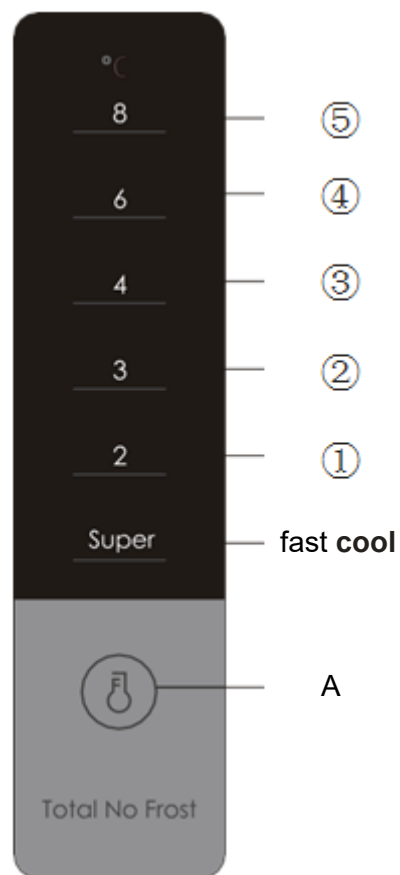 °C
8 ⑤
6 ④
4 ③
3 ②
2 ①
Super fast cool
A
Total No Frost